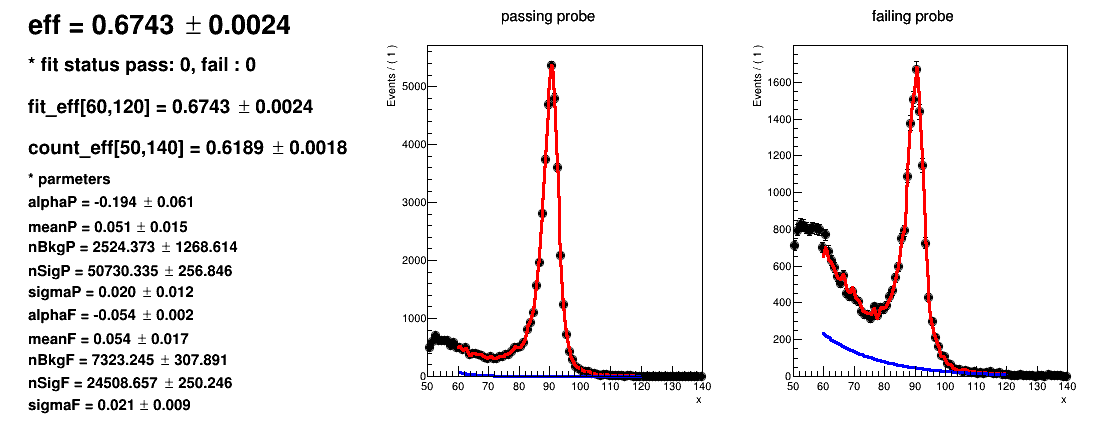 eff = 0.6743 ± 0.0024
* fit status pass: 0, fail : 0
fit_eff[60,120] = 0.6743 ± 0.0024
count_eff[50,140] = 0.6189 ± 0.0018
* parmeters
alphaP = -0.194 ± 0.061
meanP = 0.051 ± 0.015
nBkgP = 2524.373 ± 1268.614
nSigP = 50730.335 ± 256.846
sigmaP = 0.020 ± 0.012
alphaF = -0.054 ± 0.002
meanF = 0.054 ± 0.017
nBkgF = 7323.245 ± 307.891
nSigF = 24508.657 ± 250.246
sigmaF = 0.021 ± 0.009
passing probe
Events / ( 1 )
5000
4000
3000
2000
1000
0
50 60 70 80 90 100 110 120 130 140
x
failing probe
Events / ( 1 )
1600
1400
1200
1000
800
600
400
200
0
50 60 70 80 90 100 110 120 130 140
x